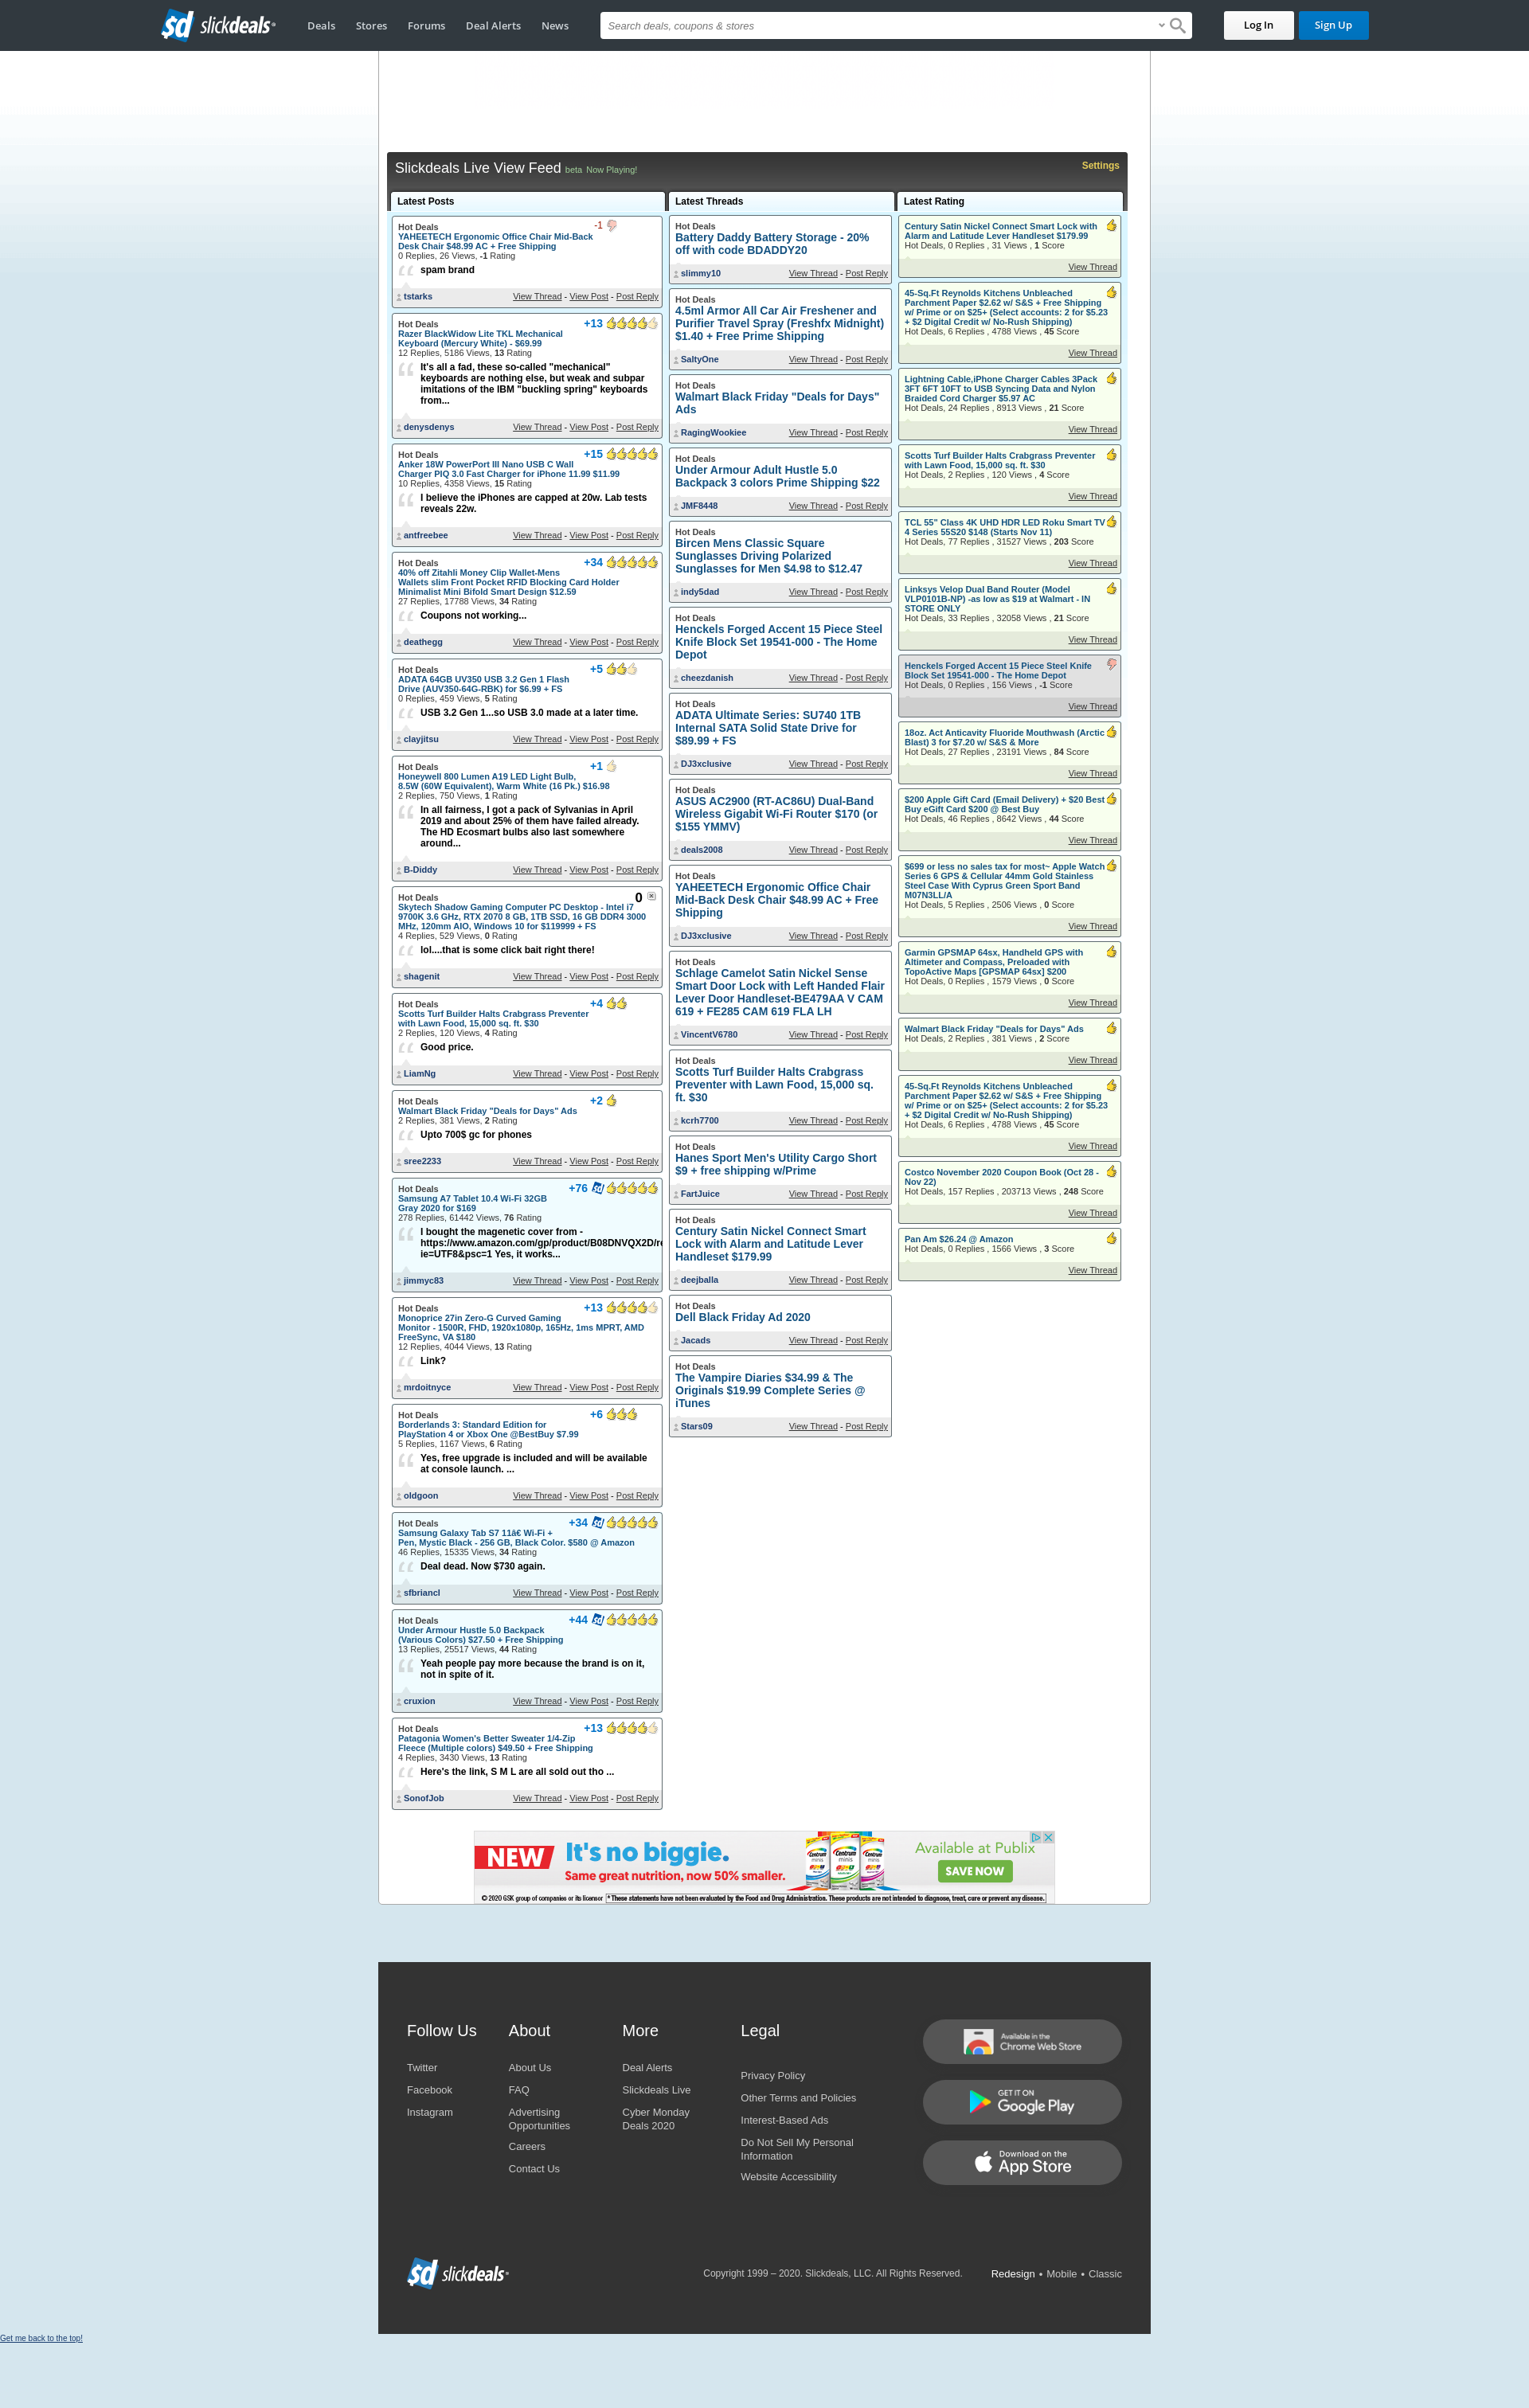 sd slickdeals
Deals Stores Forums Deal Alerts News
Search deals, coupons & stores
Log In
Sign Up
Slickdeals Live View Feed beta Now Playing!
Settings
Latest Posts
Hot Deals
-1
YAHEETECH Ergonomic Office Chair Mid-Back
Desk Chair $48.99 AC + Free Shipping
0 Replies, 26 Views, -1 Rating
spam brand
tstarks
View Thread - View Post - Post Reply
Hot Deals
+13
Razer BlackWidow Lite TKL Mechanical
Keyboard (Mercury White) - $69.99
12 Replies, 5186 Views, 13 Rating
It's all a fad, these so-called "mechanical"
keyboards are nothing else, but weak and subpar
imitations of the IBM "buckling spring" keyboards
from...
denysdenys
View Thread - View Post - Post Reply
Hot Deals
+15
Anker 18W PowerPort III Nano USB C Wall
Charger PIQ 3.0 Fast Charger for iPhone 11.99 $11.99
10 Replies, 4358 Views, 15 Rating
I believe the iPhones are capped at 20w. Lab tests
reveals 22w.
antfreebee
View Thread - View Post - Post Reply
Hot Deals
+34
40% off Zitahli Money Clip Wallet-Mens
Wallets slim Front Pocket RFID Blocking Card Holder
Minimalist Mini Bifold Smart Design $12.59
27 Replies, 17788 Views, 34 Rating
Coupons not working...
deathegg
View Thread - View Post - Post Reply
Hot Deals
+5
ADATA 64GB UV350 USB 3.2 Gen 1 Flash
Drive (AUV350-64G-RBK) for $6.99 + FS
0 Replies, 459 Views, 5 Rating
USB 3.2 Gen 1...so USB 3.0 made at a later time.
clayjitsu
View Thread - View Post - Post Reply
Hot Deals
+1
Honeywell 800 Lumen A19 LED Light Bulb,
8.5W (60W Equivalent), Warm White (16 Pk.) $16.98
2 Replies, 750 Views, 1 Rating
In all fairness, I got a pack of Sylvanias in April
2019 and about 25% of them have failed already.
The HD Ecosmart bulbs also last somewhere
around...
B-Diddy
View Thread - View Post - Post Reply
Hot Deals
0
Skytech Shadow Gaming Computer PC Desktop - Intel i7
9700K 3.6 GHz, RTX 2070 8 GB, 1TB SSD, 16 GB DDR4 3000
MHz, 120mm AIO, Windows 10 for $119999 + FS
4 Replies, 529 Views, 0 Rating
lol....that is some click bait right there!
shagenit
View Thread - View Post - Post Reply
Hot Deals
+4
Scotts Turf Builder Halts Crabgrass Preventer
with Lawn Food, 15,000 sq. ft. $30
2 Replies, 120 Views, 4 Rating
Good price.
LiamNg
View Thread - View Post - Post Reply
Hot Deals
+2
Walmart Black Friday "Deals for Days" Ads
2 Replies, 381 Views, 2 Rating
Upto 700$ gc for phones
sree2233
View Thread - View Post - Post Reply
Hot Deals
+76
Samsung A7 Tablet 10.4 Wi-Fi 32GB
Gray 2020 for $169
278 Replies, 61442 Views, 76 Rating
I bought the magenetic cover from -
https://www.amazon.com/gp/product/B08DNVQX2D/re
ie=UTF8&psc=1 Yes, it works...
jimmyc83
View Thread - View Post - Post Reply
Hot Deals
+13
Monoprice 27in Zero-G Curved Gaming
Monitor - 1500R, FHD, 1920x1080p, 165Hz, 1ms MPRT, AMD
FreeSync, VA $180
12 Replies, 4044 Views, 13 Rating
Link?
mrdoitnyce
View Thread - View Post - Post Reply
Hot Deals
+6
Borderlands 3: Standard Edition for
PlayStation 4 or Xbox One @BestBuy $7.99
5 Replies, 1167 Views, 6 Rating
Yes, free upgrade is included and will be available
at console launch. ...
oldgoon
View Thread - View Post - Post Reply
Hot Deals
+34
Samsung Galaxy Tab S7 11â€ Wi-Fi +
Pen, Mystic Black - 256 GB, Black Color. $580 @ Amazon
46 Replies, 15335 Views, 34 Rating
Deal dead. Now $730 again.
sfbriancl
View Thread - View Post - Post Reply
Hot Deals
+44
Under Armour Hustle 5.0 Backpack
(Various Colors) $27.50 + Free Shipping
13 Replies, 25517 Views, 44 Rating
Yeah people pay more because the brand is on it,
not in spite of it.
cruxion
View Thread - View Post - Post Reply
Hot Deals
+13
Patagonia Women's Better Sweater 1/4-Zip
Fleece (Multiple colors) $49.50 + Free Shipping
4 Replies, 3430 Views, 13 Rating
Here's the link, S M L are all sold out tho ...
SonofJob
View Thread - View Post - Post Reply
Latest Threads
Hot Deals
Battery Daddy Battery Storage - 20%
off with code BDADDY20
slimmy10
View Thread - Post Reply
Hot Deals
4.5ml Armor All Car Air Freshener and
Purifier Travel Spray (Freshfx Midnight)
$1.40 + Free Prime Shipping
SaltyOne
View Thread - Post Reply
Hot Deals
Walmart Black Friday "Deals for Days"
Ads
RagingWookiee
View Thread - Post Reply
Hot Deals
Under Armour Adult Hustle 5.0
Backpack 3 colors Prime Shipping $22
JMF8448
View Thread - Post Reply
Hot Deals
Bircen Mens Classic Square
Sunglasses Driving Polarized
Sunglasses for Men $4.98 to $12.47
indy5dad
View Thread - Post Reply
Hot Deals
Henckels Forged Accent 15 Piece Steel
Knife Block Set 19541-000 - The Home
Depot
cheezdanish
View Thread - Post Reply
Hot Deals
ADATA Ultimate Series: SU740 1TB
Internal SATA Solid State Drive for
$89.99 + FS
DJ3xclusive
View Thread - Post Reply
Hot Deals
ASUS AC2900 (RT-AC86U) Dual-Band
Wireless Gigabit Wi-Fi Router $170 (or
$155 YMMV)
deals2008
View Thread - Post Reply
Hot Deals
YAHEETECH Ergonomic Office Chair
Mid-Back Desk Chair $48.99 AC + Free
Shipping
DJ3xclusive
View Thread - Post Reply
Hot Deals
Schlage Camelot Satin Nickel Sense
Smart Door Lock with Left Handed Flair
Lever Door Handleset-BE479AA V CAM
619 + FE285 CAM 619 FLA LH
VincentV6780
View Thread - Post Reply
Hot Deals
Scotts Turf Builder Halts Crabgrass
Preventer with Lawn Food, 15,000 sq.
ft. $30
kcrh7700
View Thread - Post Reply
Hot Deals
Hanes Sport Men's Utility Cargo Short
$9 + free shipping w/Prime
FartJuice
View Thread - Post Reply
Hot Deals
Century Satin Nickel Connect Smart
Lock with Alarm and Latitude Lever
Handleset $179.99
deejballa
View Thread - Post Reply
Hot Deals
Dell Black Friday Ad 2020
Jacads
View Thread - Post Reply
Hot Deals
The Vampire Diaries $34.99 & The
Originals $19.99 Complete Series @
iTunes
Stars09
View Thread - Post Reply
Latest Rating
Century Satin Nickel Connect Smart Lock with
Alarm and Latitude Lever Handleset $179.99
Hot Deals, 0 Replies , 31 Views , 1 Score
View Thread
45-Sq.Ft Reynolds Kitchens Unbleached
Parchment Paper $2.62 w/ S&S + Free Shipping
w/ Prime or on $25+ (Select accounts: 2 for $5.23
+ $2 Digital Credit w/ No-Rush Shipping)
Hot Deals, 6 Replies , 4788 Views , 45 Score
View Thread
Lightning Cable,iPhone Charger Cables 3Pack
3FT 6FT 10FT to USB Syncing Data and Nylon
Braided Cord Charger $5.97 AC
Hot Deals, 24 Replies , 8913 Views , 21 Score
View Thread
Scotts Turf Builder Halts Crabgrass Preventer
with Lawn Food, 15,000 sq. ft. $30
Hot Deals, 2 Replies , 120 Views , 4 Score
View Thread
TCL 55" Class 4K UHD HDR LED Roku Smart TV
4 Series 55S20 $148 (Starts Nov 11)
Hot Deals, 77 Replies , 31527 Views , 203 Score
View Thread
Linksys Velop Dual Band Router (Model
VLP0101B-NP) -as low as $19 at Walmart - IN
STORE ONLY
Hot Deals, 33 Replies , 32058 Views , 21 Score
View Thread
Henckels Forged Accent 15 Piece Steel Knife
Block Set 19541-000 - The Home Depot
Hot Deals, 0 Replies , 156 Views , -1 Score
View Thread
18oz. Act Anticavity Fluoride Mouthwash (Arctic
Blast) 3 for $7.20 w/ S&S & More
Hot Deals, 27 Replies , 23191 Views , 84 Score
View Thread
$200 Apple Gift Card (Email Delivery) + $20 Best
Buy eGift Card $200 @ Best Buy
Hot Deals, 46 Replies , 8642 Views , 44 Score
View Thread
$699 or less no sales tax for most~ Apple Watch
Series 6 GPS & Cellular 44mm Gold Stainless
Steel Case With Cyprus Green Sport Band
M07N3LL/A
Hot Deals, 5 Replies , 2506 Views , 0 Score
View Thread
Garmin GPSMAP 64sx, Handheld GPS with
Altimeter and Compass, Preloaded with
TopoActive Maps [GPSMAP 64sx] $200
Hot Deals, 0 Replies , 1579 Views , 0 Score
View Thread
Walmart Black Friday "Deals for Days" Ads
Hot Deals, 2 Replies , 381 Views , 2 Score
View Thread
45-Sq.Ft Reynolds Kitchens Unbleached
Parchment Paper $2.62 w/ S&S + Free Shipping
w/ Prime or on $25+ (Select accounts: 2 for $5.23
+ $2 Digital Credit w/ No-Rush Shipping)
Hot Deals, 6 Replies , 4788 Views , 45 Score
View Thread
Costco November 2020 Coupon Book (Oct 28 -
Nov 22)
Hot Deals, 157 Replies , 203713 Views , 248 Score
View Thread
Pan Am $26.24 @ Amazon
Hot Deals, 0 Replies , 1566 Views , 3 Score
View Thread
NEW It's no biggie.
Same great nutrition, now 50% smaller.
Centrum minis
Centrum minis
Centrum minis
Available at Publix
SAVE NOW
© 2020 GSK group of companies or its licensor *These statements have not been evaluated by the Food and Drug Administration. These products are not intended to diagnose, treat, cure or prevent any disease.
Follow Us
Twitter
Facebook
Instagram
About
About Us
FAQ
Advertising
Opportunities
Careers
Contact Us
More
Deal Alerts
Slickdeals Live
Cyber Monday
Deals 2020
Legal
Privacy Policy
Other Terms and Policies
Interest-Based Ads
Do Not Sell My Personal
Information
Website Accessibility
Available in the
Chrome Web Store
GET IT ON
Google Play
Download on the
App Store
sd slickdeals
Copyright 1999 – 2020. Slickdeals, LLC. All Rights Reserved.
Redesign • Mobile • Classic
Get me back to the top!